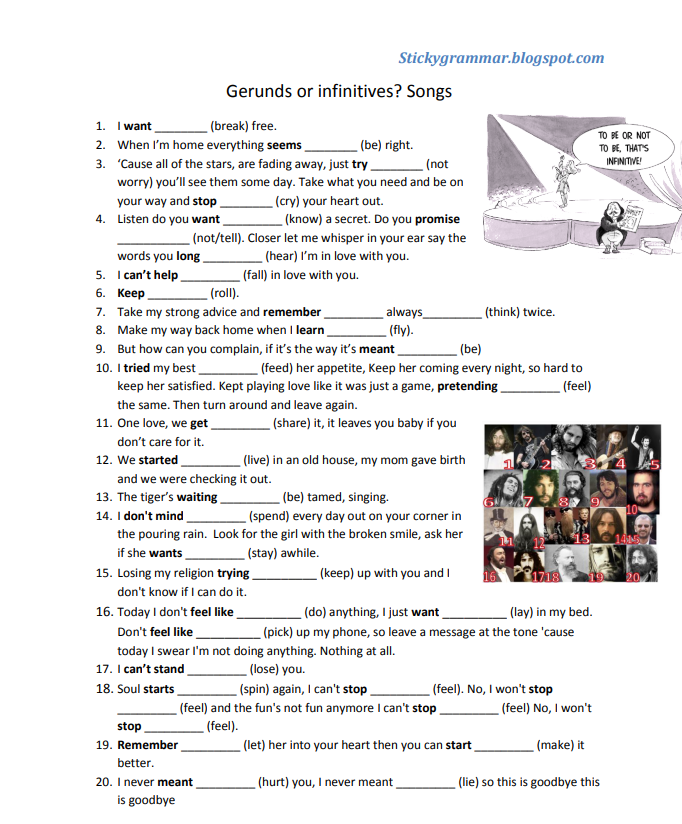 Stickygrammar.blogspot.com
Gerunds or infinitives? Songs
1. I want ________ (break) free.
2. When I'm home everything seems ________ (be) right.
3. 'Cause all of the stars, are fading away, just try ________ (not
worry) you'll see them some day. Take what you need and be on
your way and stop ________ (cry) your heart out.
4. Listen do you want _________ (know) a secret. Do you promise
___________ (not/tell). Closer let me whisper in your ear say the
words you long _________ (hear) I'm in love with you.
5. I can't help _________ (fall) in love with you.
6. Keep _________ (roll).
7. Take my strong advice and remember _________ always_________ (think) twice.
8. Make my way back home when I learn _________ (fly).
9. But how can you complain, if it's the way it's meant _________ (be)
10. I tried my best _________ (feed) her appetite, Keep her coming every night, so hard to
keep her satisfied. Kept playing love like it was just a game, pretending _________ (feel)
the same. Then turn around and leave again.
11. One love, we get _________ (share) it, it leaves you baby if you
don't care for it.
12. We started _________ (live) in an old house, my mom gave birth
and we were checking it out.
13. The tiger's waiting _________ (be) tamed, singing.
14. I don't mind _________ (spend) every day out on your corner in
the pouring rain. Look for the girl with the broken smile, ask her
if she wants _________ (stay) awhile.
15. Losing my religion trying __________ (keep) up with you and I
don't know if I can do it.
16. Today I don't feel like __________ (do) anything, I just want __________ (lay) in my bed.
Don't feel like __________ (pick) up my phone, so leave a message at the tone 'cause
today I swear I'm not doing anything. Nothing at all.
17. I can't stand _________ (lose) you.
18. Soul starts _________ (spin) again, I can't stop _________ (feel). No, I won't stop
_________ (feel) and the fun's not fun anymore I can't stop _________ (feel) No, I won't
stop _________ (feel).
19. Remember _________ (let) her into your heart then you can start _________ (make) it
better.
20. I never meant _________ (hurt) you, I never meant _________ (lie) so this is goodbye this
is goodbye
TO BE OR NOT
TO BE, THAT'S
INFINITIVE!
1 2 3 4 5
6 7 8 9 10
11 12 13 14 15
16 17 18 19 20